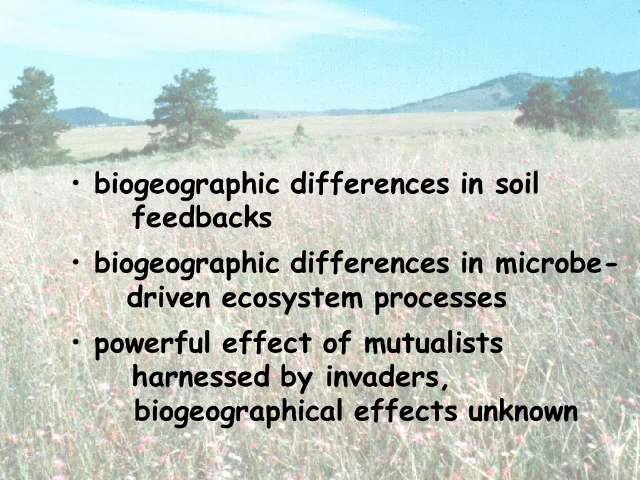 • biogeographic differences in soil
feedbacks
• biogeographic differences in microbe-
driven ecosystem processes
• powerful effect of mutualists
harnessed by invaders,
biogeographical effects unknown